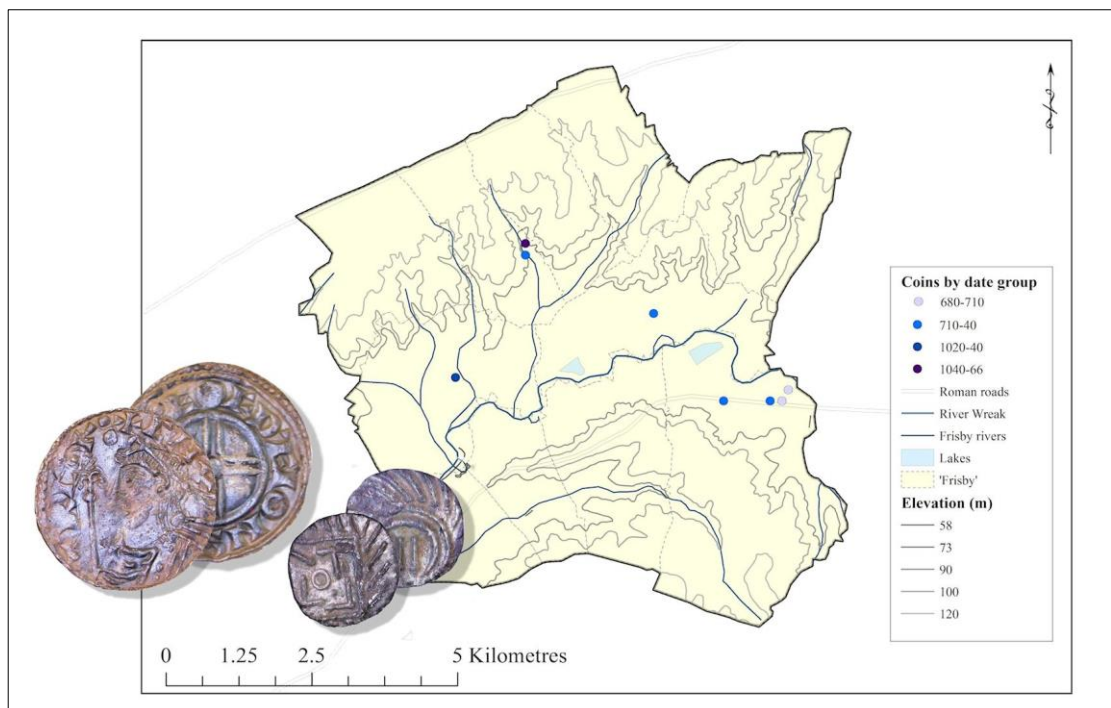 Coins by date group
680-710
710-40
1020-40
1040-66
Roman roads
River Wreak
Frisby rivers
Lakes
'Frisby'
Elevation (m)
58
73
90
100
120
0 1.25 2.5 5 Kilometres